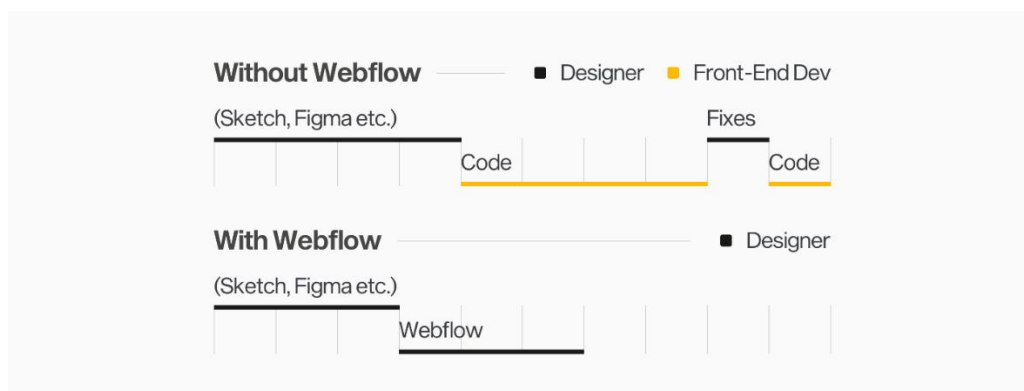 Without Webflow
Designer
Front-End Dev
(Sketch, Figma etc.)
Fixes
Code
Code
With Webflow
Designer
(Sketch, Figma etc.)
Webflow